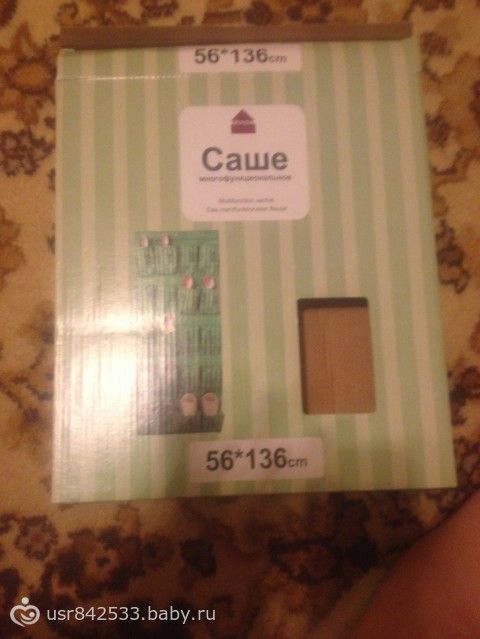 56*136cm
Саше
многофункциональное
Multifunction sachet
56*136cm
usr842533.baby.ru